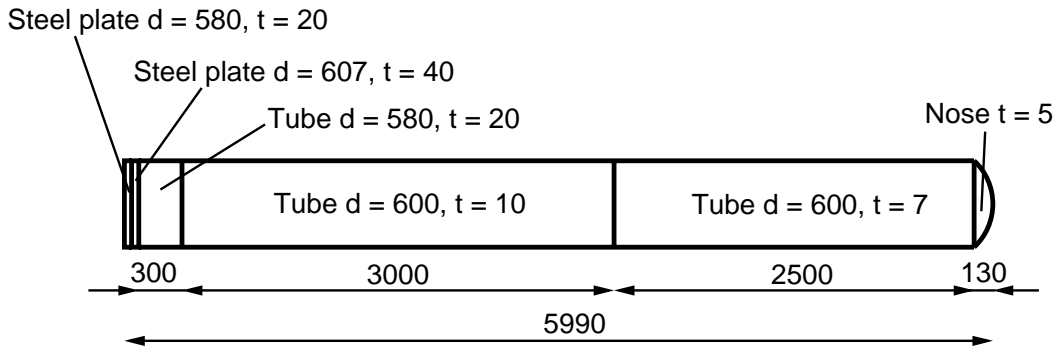 Steel plate d = 580, t = 20
Steel plate d = 607, t = 40
Tube d = 580, t = 20
Nose t = 5
Tube d = 600, t = 10
Tube d = 600, t = 7
300
3000
2500
130
5990